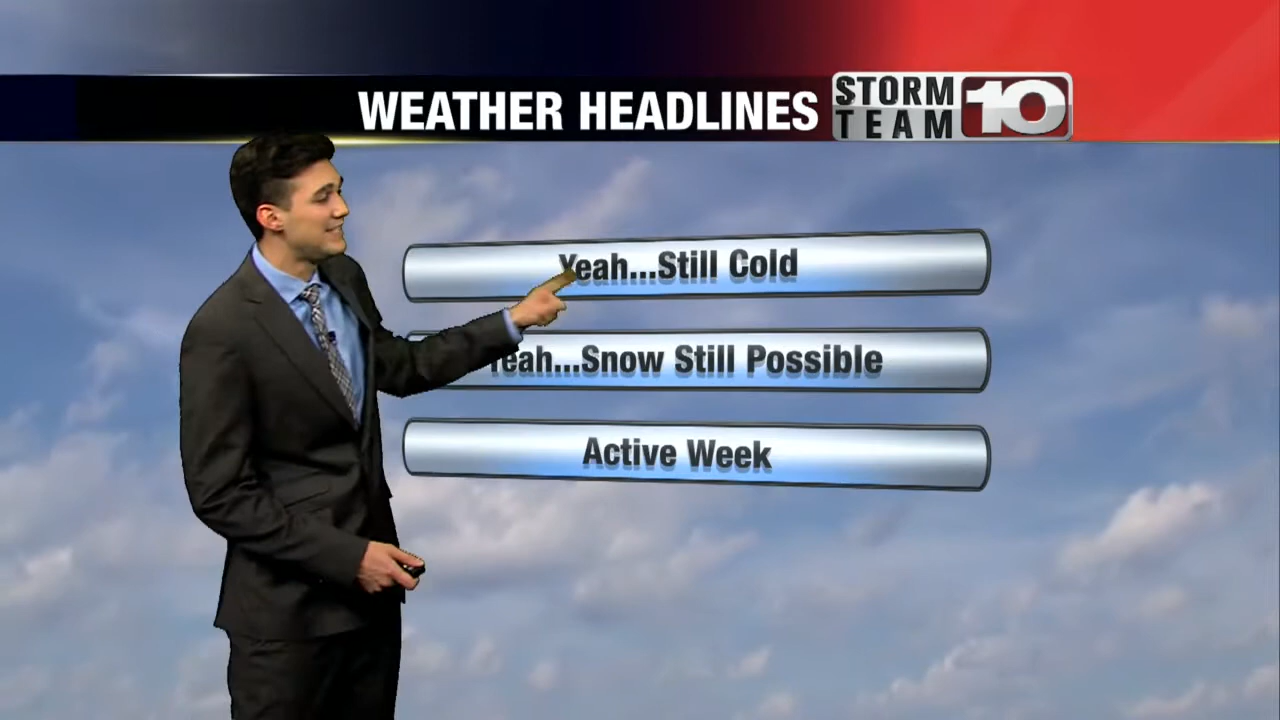 WEATHER HEADLINES
STORM TEAM 10
Yeah...Still Cold
Yeah...Snow Still Possible
Active Week